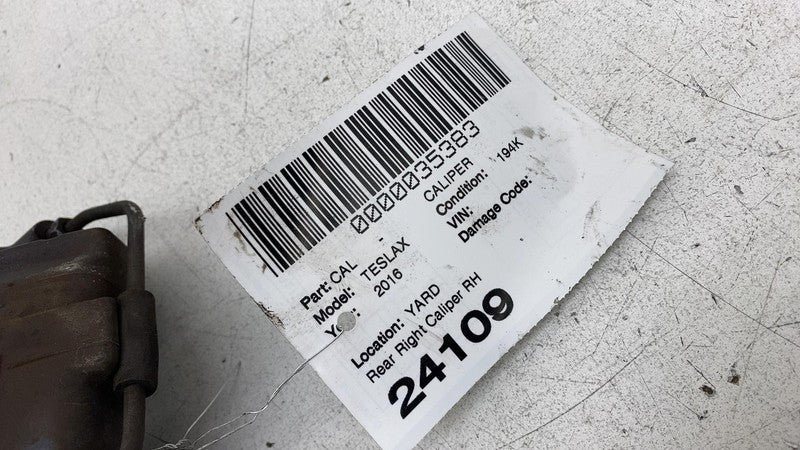 0000035383
Part: CAL CALIPER
Model: TESLAX Condition: 194K
Year: 2016 VIN:
Damage Code:
Location: YARD
Rear Right Caliper RH
24109